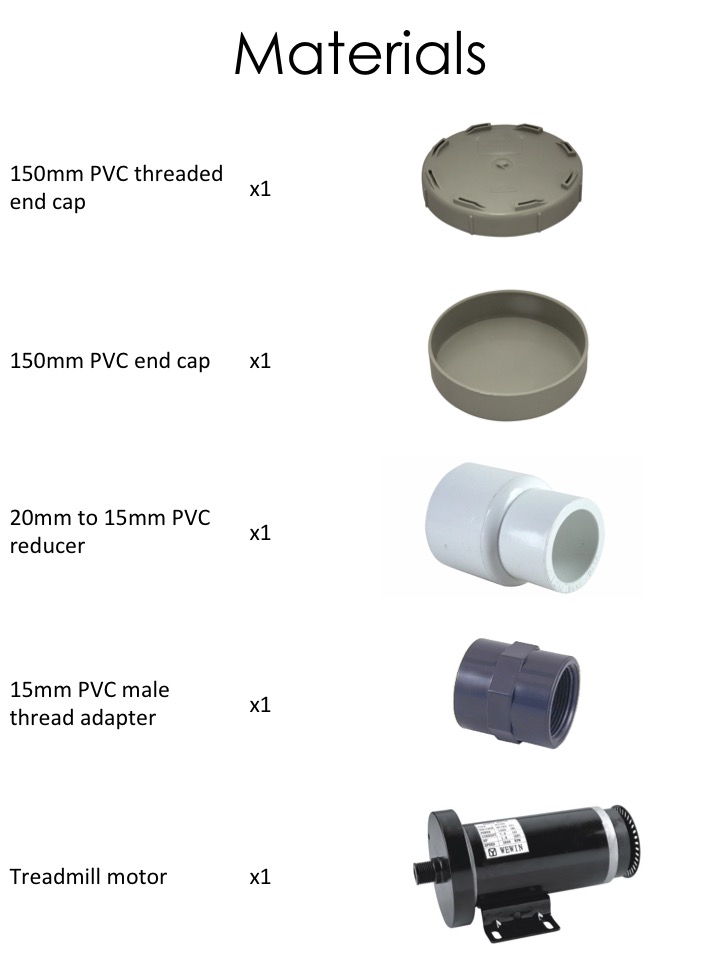 Materials
150mm PVC threaded
end cap
x1
150mm PVC end cap
x1
20mm to 15mm PVC
reducer
x1
15mm PVC male
thread adapter
x1
Treadmill motor
x1
WEWIN